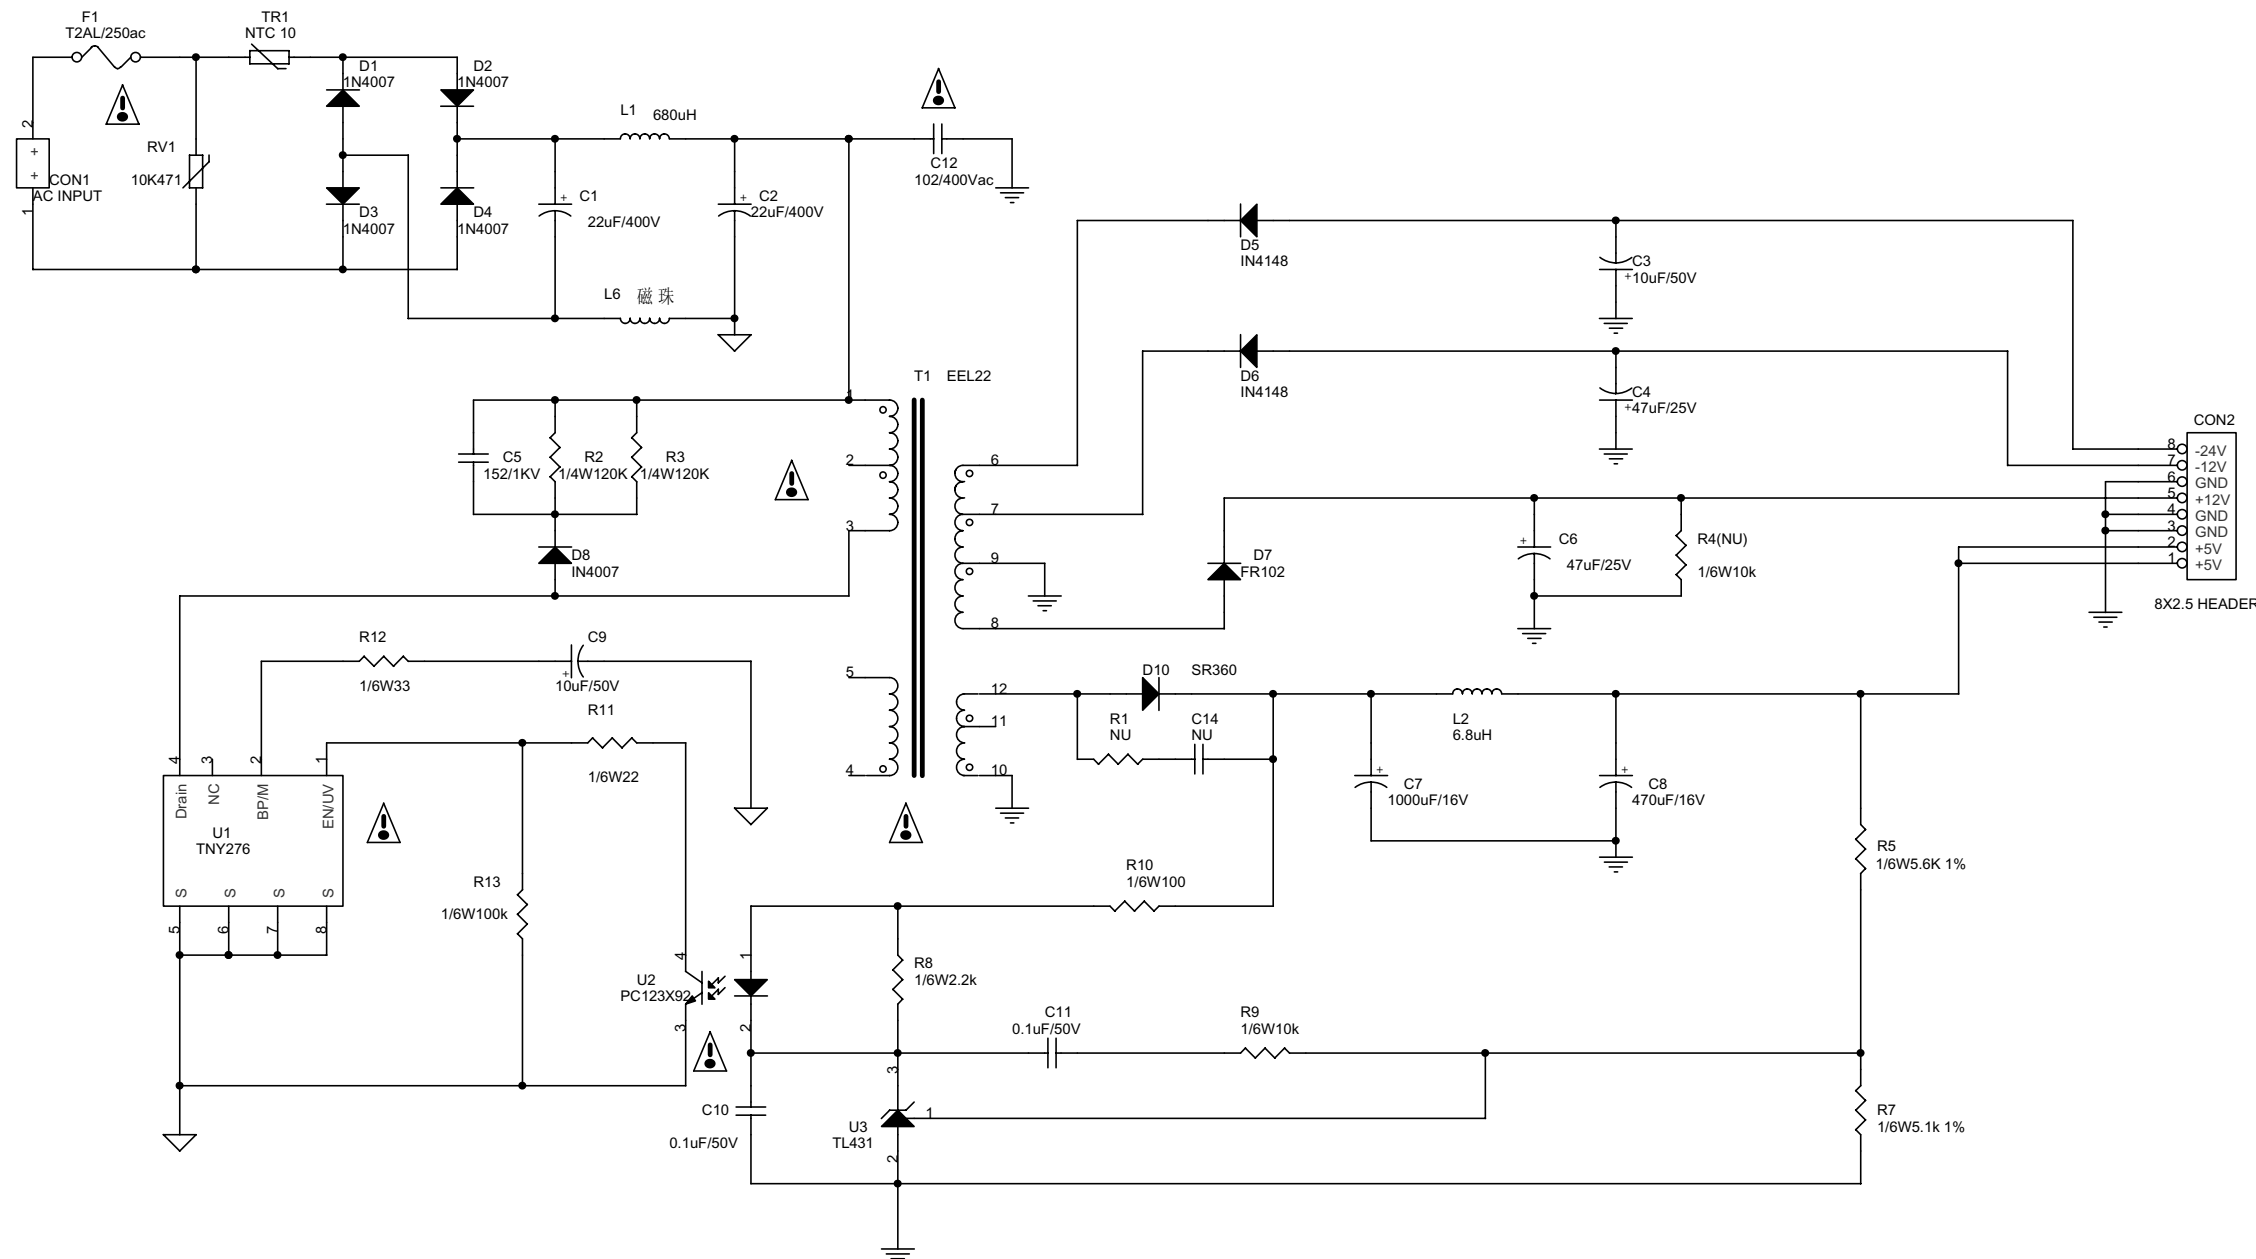 F1
T2AL/250ac
TR1
NTC 10
D1
1N4007
D2
1N4007
L1 680uH
2
RV1
10K471
+
+
CON1
AC INPUT
1
C12
102/400Vac
D3
1N4007
D4
1N4007
+
C1
22uF/400V
+
C2
22uF/400V
L6 磁 珠
D5
IN4148
C3
+10uF/50V
D6
IN4148
C4
+47uF/25V
T1 EEL22
1
2
3
5
4
6
7
9
8
12
11
10
C5
152/1KV
R2
1/4W120K
R3
1/4W120K
D8
IN4007
CON2
8 -24V
7 -12V
6 GND
5 +12V
4 GND
3 GND
2 +5V
1 +5V
8X2.5 HEADER
D7
FR102
+
C6
47uF/25V
R4(NU)
1/6W10k
R12
1/6W33
C9
+
10uF/50V
R11
1/6W22
D10 SR360
R1
NU
C14
NU
L2
6.8uH
+
C7
1000uF/16V
+
C8
470uF/16V
4
3
2
1
Drain
NC
BP/M
EN/UV
U1
TNY276
S
S
S
S
5
6
7
8
R13
1/6W100k
R10
1/6W100
R5
1/6W5.6K 1%
4
1
U2
PC123X92
3
2
R8
1/6W2.2k
C11
0.1uF/50V
R9
1/6W10k
C10
0.1uF/50V
3
1
U3
TL431
2
R7
1/6W5.1k 1%